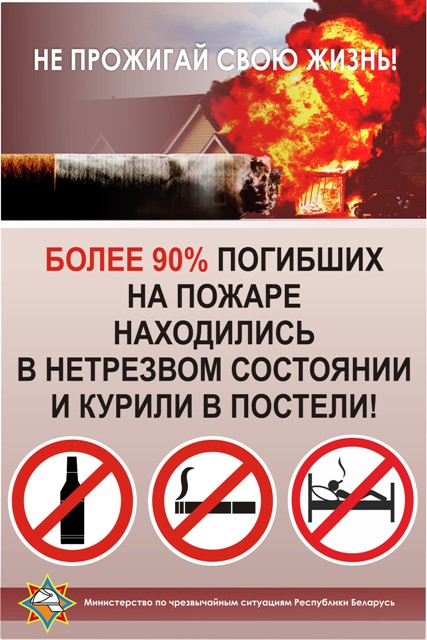 НЕ ПРОЖИГАЙ СВОЮ ЖИЗНЬ!
БОЛЕЕ 90% ПОГИБШИХ
НА ПОЖАРЕ
НАХОДИЛИСЬ
В НЕТРЕЗВОМ СОСТОЯНИИ
И КУРИЛИ В ПОСТЕЛИ!
Министерство по чрезвычайным ситуациям Республики Беларусь